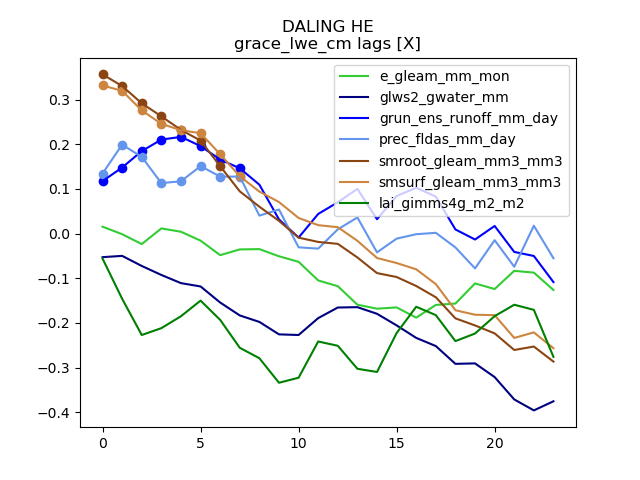 DALING HE
grace_lwe_cm lags [X]
e_gleam_mm_mon
glws2_gwater_mm
grun_ens_runoff_mm_day
prec_fldas_mm_day
smroot_gleam_mm3_mm3
smsurf_gleam_mm3_mm3
lai_gimms4g_m2_m2
0.3
0.2
0.1
0.0
−0.1
−0.2
−0.3
−0.4
0 5 10 15 20